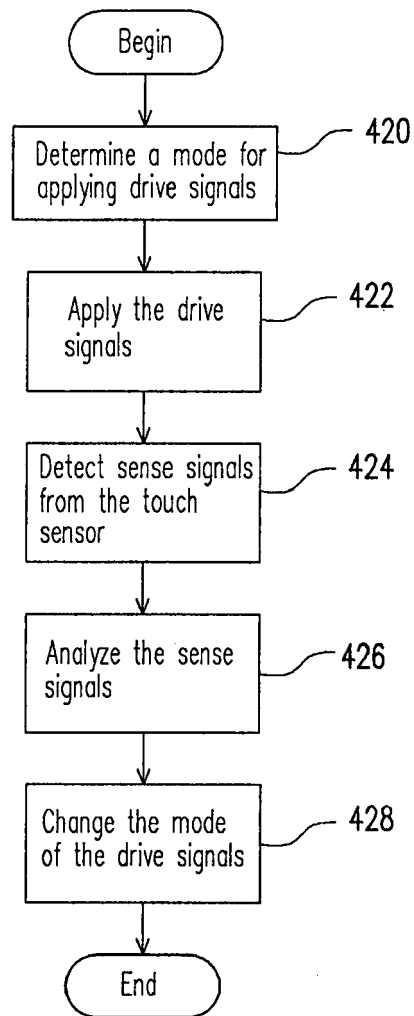 Begin
Determine a mode for
applying drive signals
420
Apply the drive
signals
422
Detect sense signals
from the touch
sensor
424
Analyze the sense
signals
426
Change the mode
of the drive signals
428
End